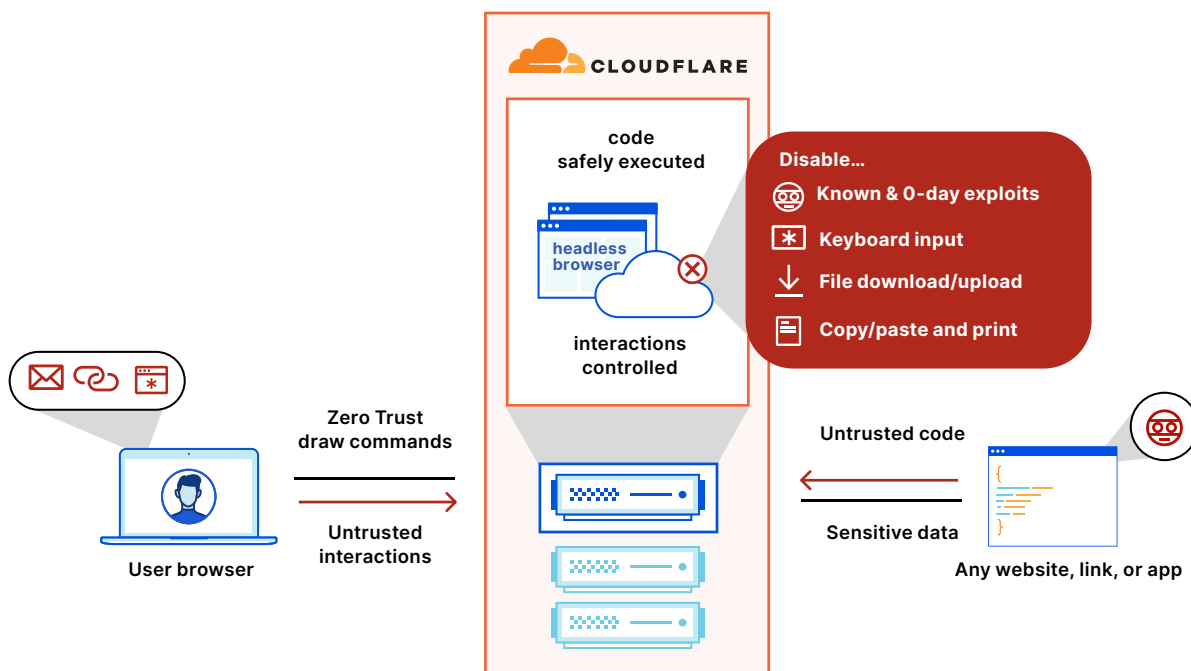 CLOUDFLARE
code
safely executed
headless
browser
interactions
controlled
Disable...
Known & 0-day exploits
Keyboard input
File download/upload
Copy/paste and print
Zero Trust
draw commands
Untrusted
interactions
User browser
Untrusted code
Sensitive data
Any website, link, or app